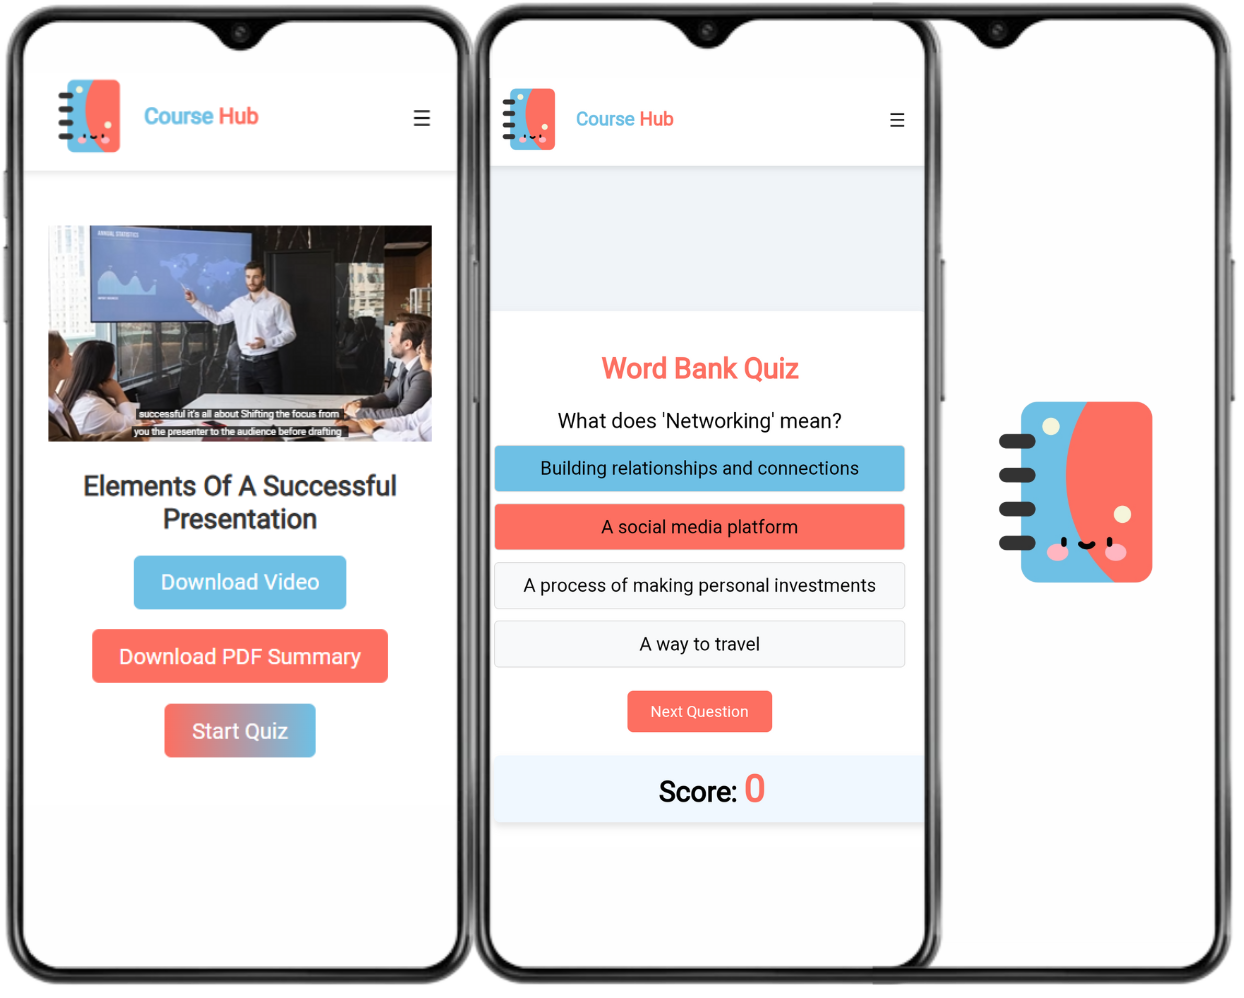 Course Hub
☰
ANNUAL STATISTICS
successful it's all about Shifting the focus from
you the presenter to the audience before drafting
Elements Of A Successful
Presentation
Download Video
Download PDF Summary
Start Quiz
Course Hub
☰
Word Bank Quiz
What does 'Networking' mean?
Building relationships and connections
A social media platform
A process of making personal investments
A way to travel
Next Question
Score: 0